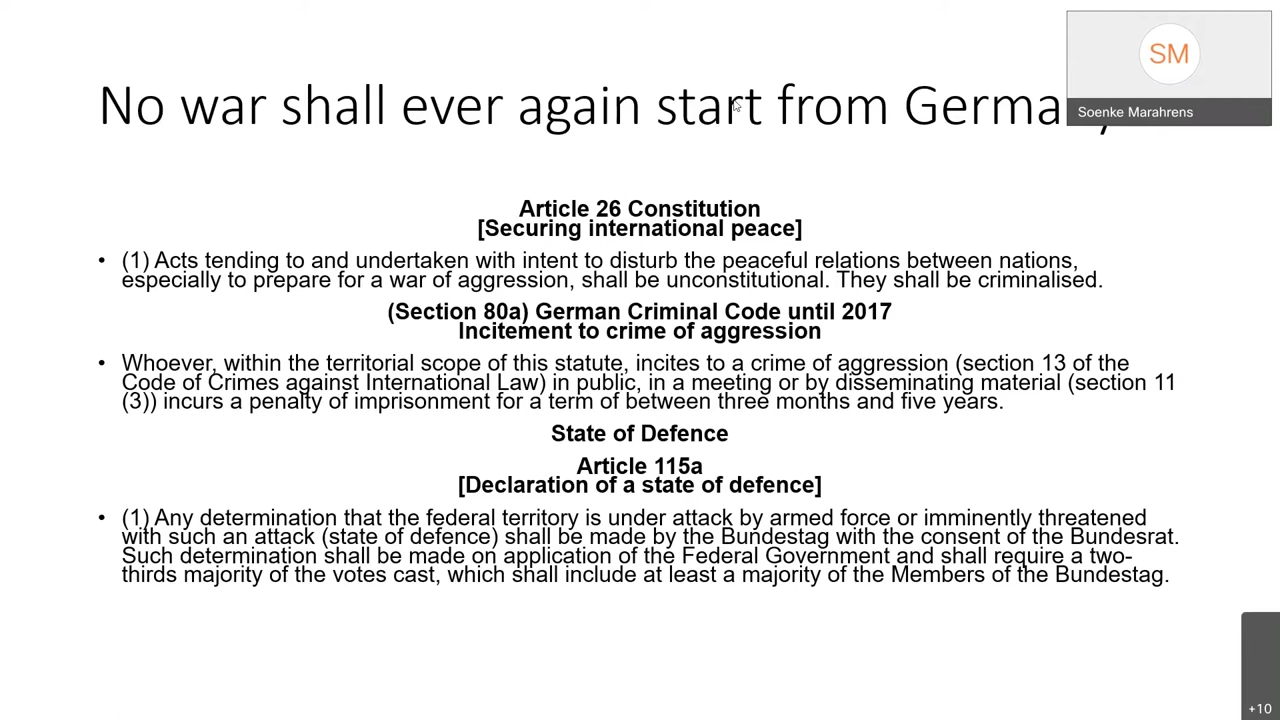 SM
Soenke Marahrens
No war shall ever again start from Germany
Article 26 Constitution
[Securing international peace]
• (1) Acts tending to and undertaken with intent to disturb the peaceful relations between nations,
especially to prepare for a war of aggression, shall be unconstitutional. They shall be criminalised.
(Section 80a) German Criminal Code until 2017
Incitement to crime of aggression
• Whoever, within the territorial scope of this statute, incites to a crime of aggression (section 13 of the
Code of Crimes against International Law) in public, in a meeting or by disseminating material (section 11
(3)) incurs a penalty of imprisonment for a term of between three months and five years.
State of Defence
Article 115a
[Declaration of a state of defence]
• (1) Any determination that the federal territory is under attack by armed force or imminently threatened
with such an attack (state of defence) shall be made by the Bundestag with the consent of the Bundesrat.
Such determination shall be made on application of the Federal Government and shall require a two-
thirds majority of the votes cast, which shall include at least a majority of the Members of the Bundestag.
+10